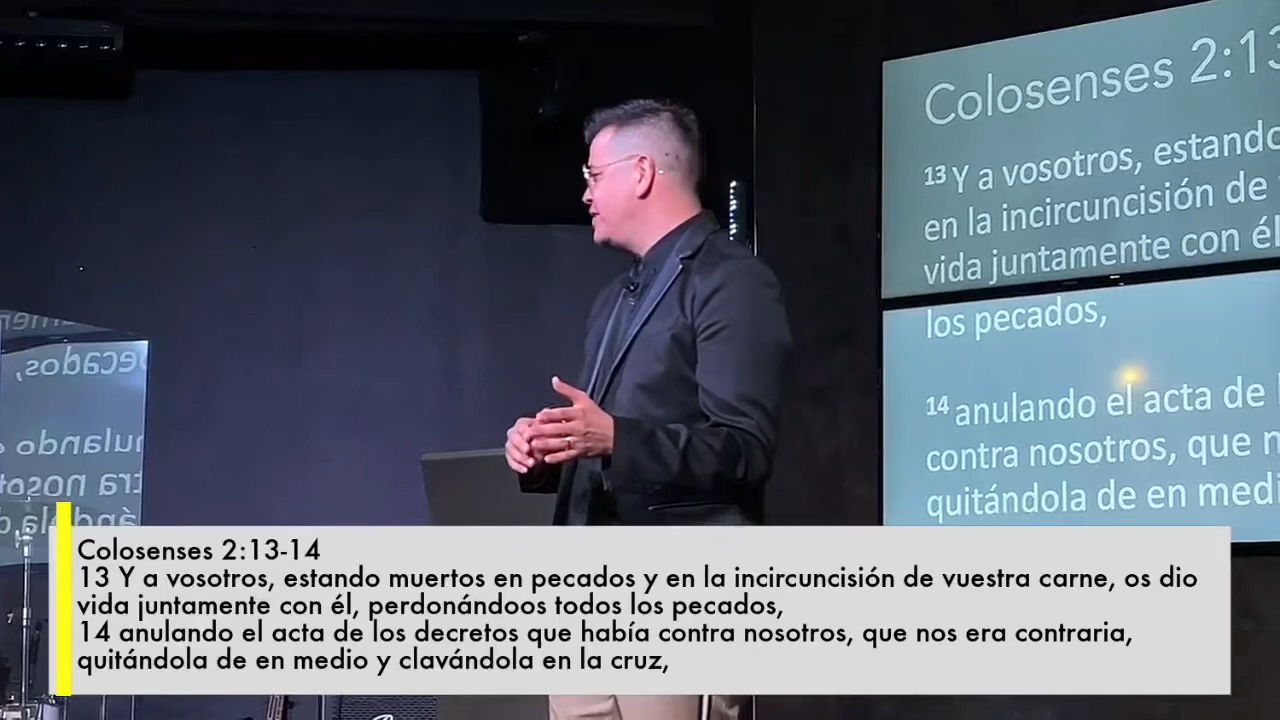 Colosenses 2:13
13 Y a vosotros, estando
en la incircuncisión de
vida juntamente con él
los pecados,
14 anulando el acta de
contra nosotros, que
quitándola de en medi
pecados,
anulando
tra nosot
Colosenses 2:13-14
13 Y a vosotros, estando muertos en pecados y en la incircuncisión de vuestra carne, os dio
vida juntamente con él, perdonándoos todos los pecados,
14 anulando el acta de los decretos que había contra nosotros, que nos era contraria,
quitándola de en medio y clavándola en la cruz,